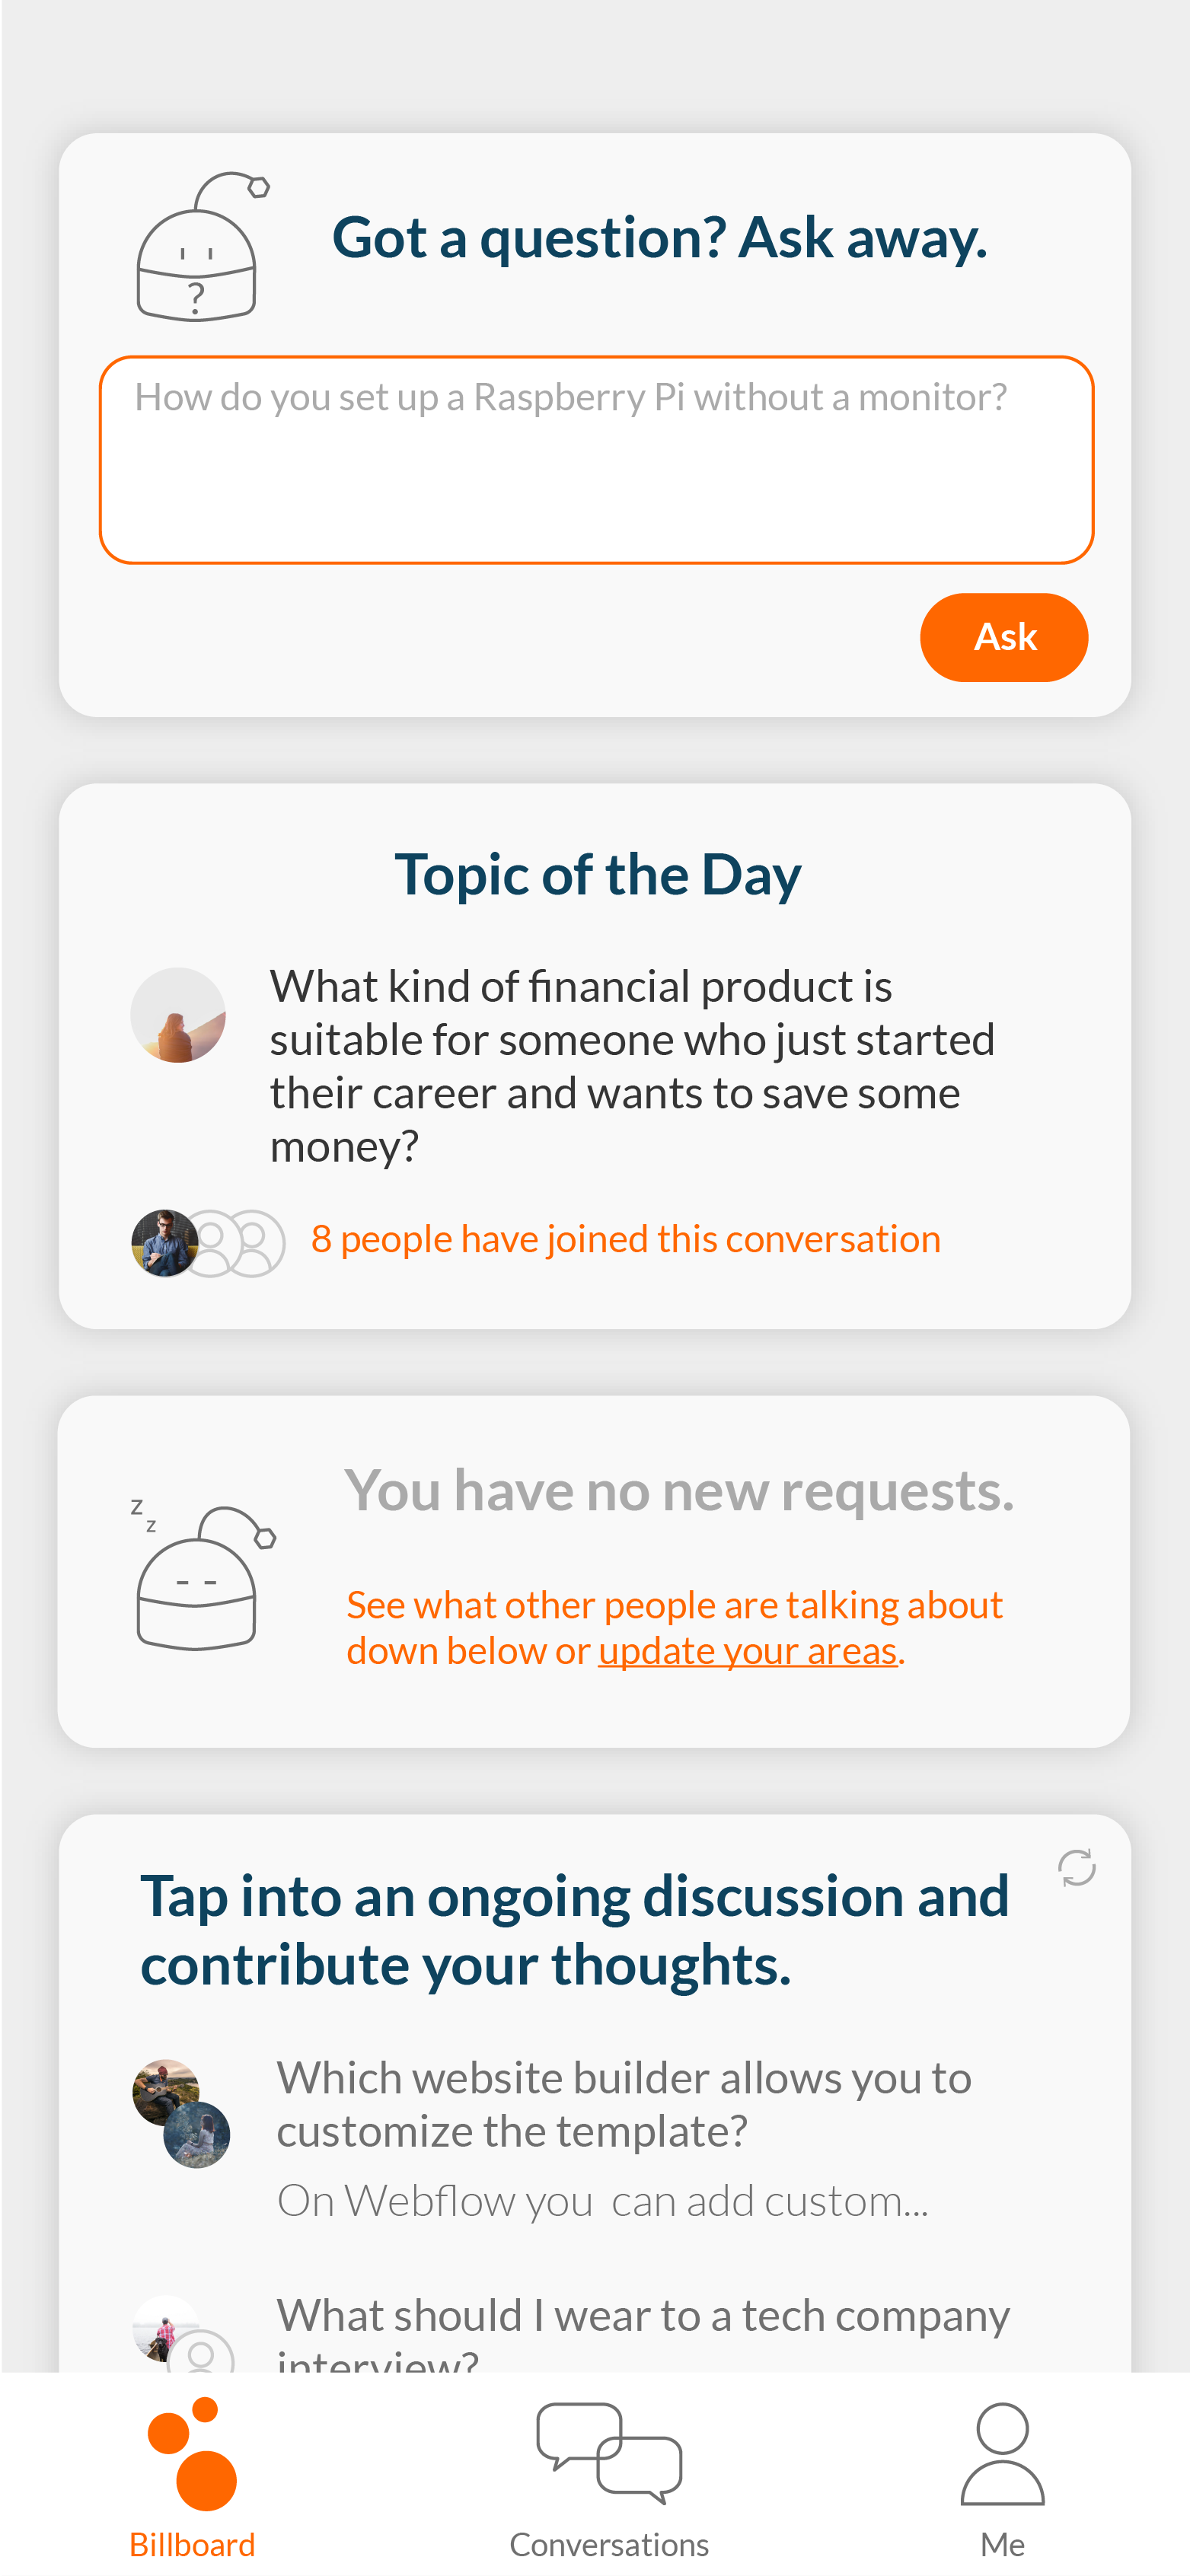 Got a question? Ask away.
?
How do you set up a Raspberry Pi without a monitor?
Ask
Topic of the Day
What kind of financial product is
suitable for someone who just started
their career and wants to save some
money?
8 people have joined this conversation
You have no new requests.
z
z
See what other people are talking about
down below or update your areas.
Tap into an ongoing discussion and
contribute your thoughts.
Which website builder allows you to
customize the template?
On Webflow you  can add custom...
What should I wear to a tech company
interview?
Billboard
Conversations
Me